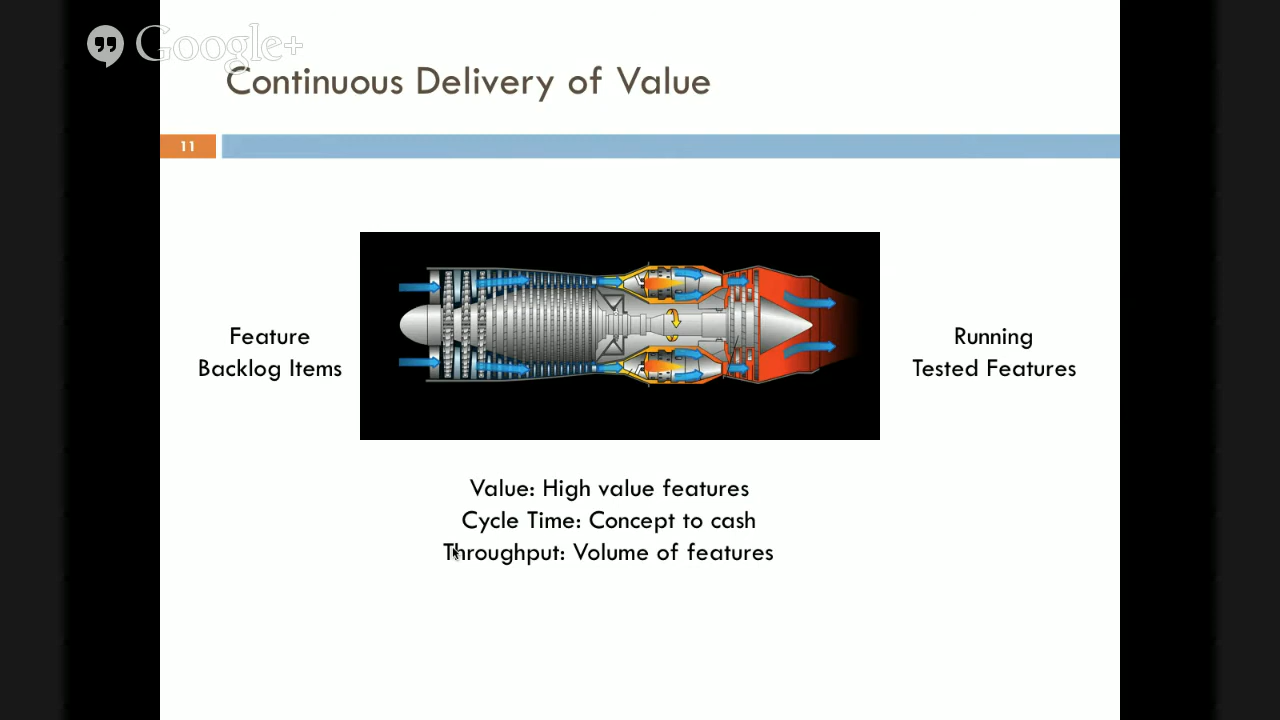 Google+
Continuous Delivery of Value
11
Feature
Backlog Items
Running
Tested Features
Value: High value features
Cycle Time: Concept to cash
Throughput: Volume of features